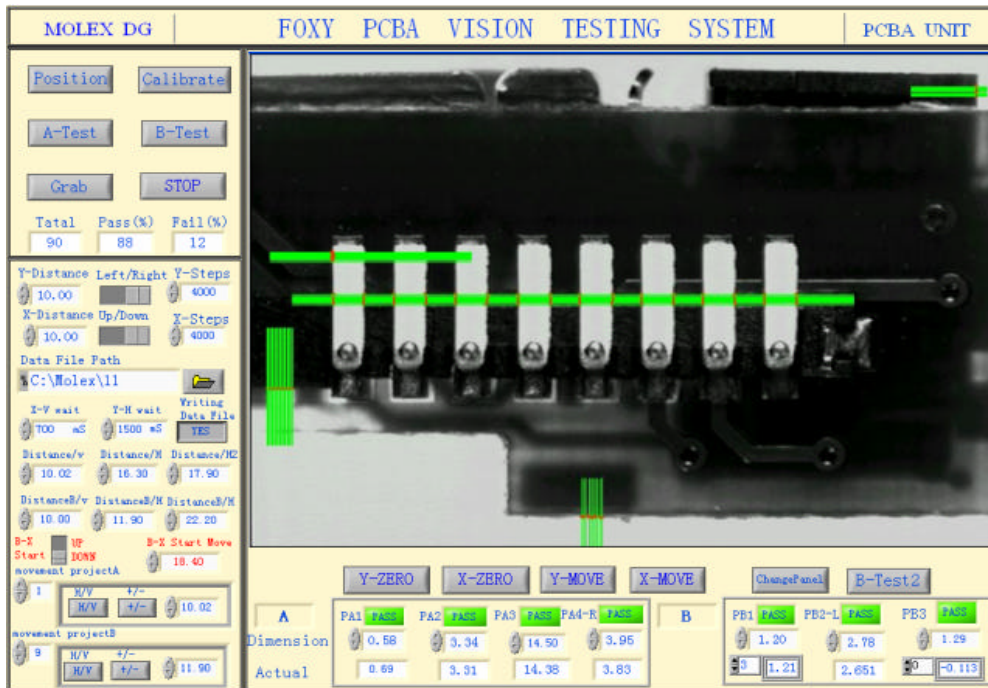 MOLEX DG FOXY PCBA VISION TESTING SYSTEM PCBA UNIT
Position Calibrate
A-Test B-Test
Grab STOP
Tatal Pass(%) Fail(%)
90 88 12
Y-Distance Left/Right Y-Steps
10.00 4000
X-Distance Up/Down X-Steps
10.00 4000
Data File Path
C:\Molex\11
X-V wait Y-H wait Writing Data File
700 mS 1500 mS YES
Distance/v Distance/H Distance/H2
10.02 16.30 17.90
DistanceB/v DistanceB/H DistanceB/H
10.00 11.90 22.20
B-X Start UP DOWN B-X Start Move
18.40
movement projectA
1 H/V +/-
H/V +/- 10.02
movement projectB
9 H/V +/-
H/V +/- 11.90
Y-ZERO X-ZERO Y-MOVE X-MOVE ChangePanel B-Test2
A PA1 PASS PA2 PASS PA3 PASS PA4-R PASS B PB1 PASS PB2-L PASS PB3 PASS
Dimension 0.58 3.34 14.50 3.95 1.20 2.78 1.29
Actual 0.69 3.31 14.38 3.83 3 1.21 2.651 0 -0.113